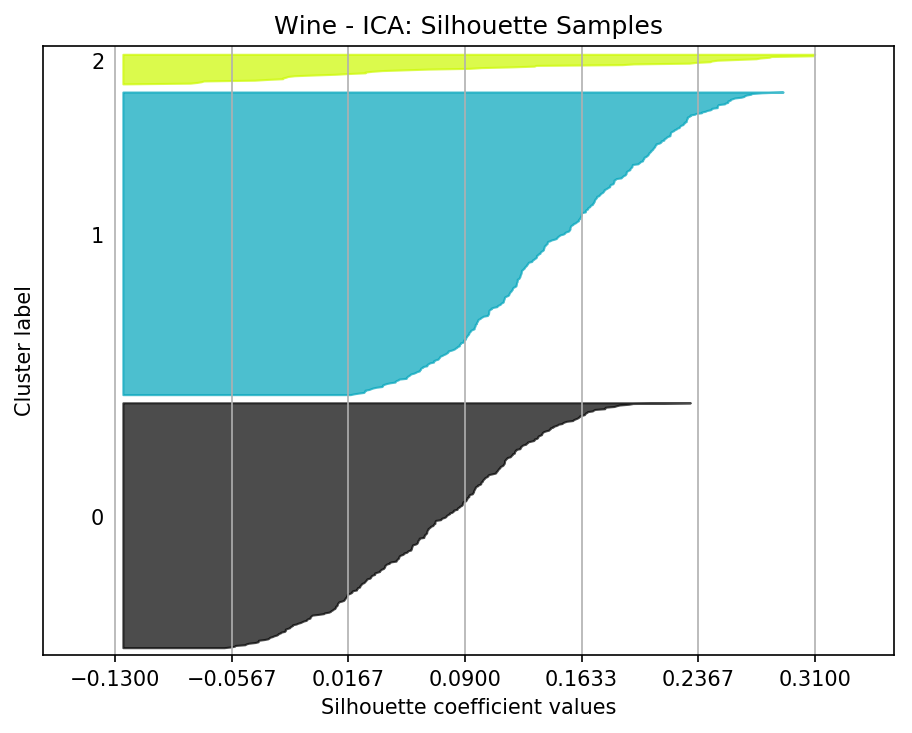 Wine - ICA: Silhouette Samples
2
1
0
Cluster label
−0.1300 −0.0567 0.0167 0.0900 0.1633 0.2367 0.3100
Silhouette coefficient values